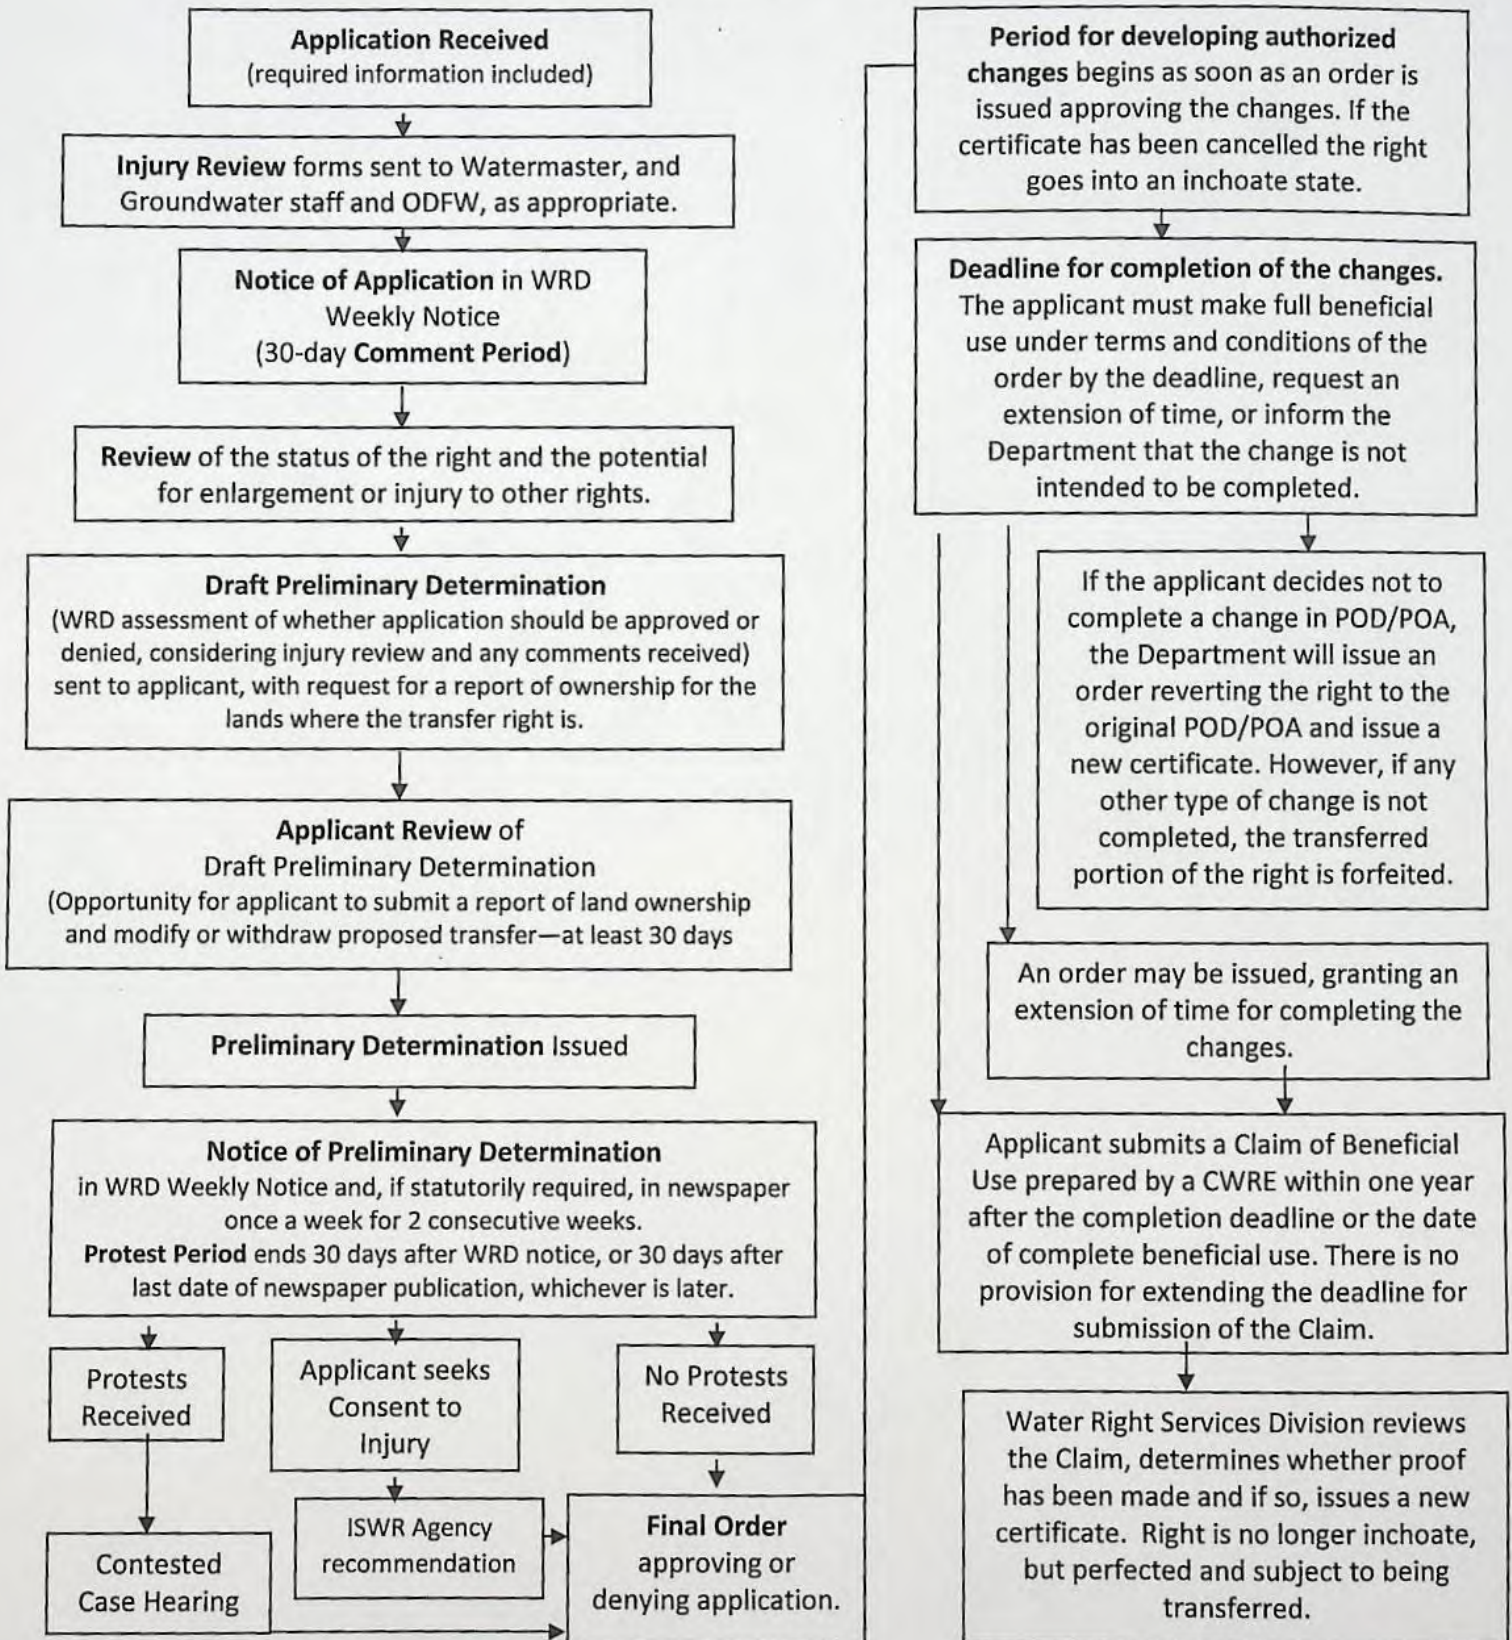 Application Received
(required information included)
Injury Review forms sent to Watermaster, and
Groundwater staff and ODFW, as appropriate.
Notice of Application in WRD
Weekly Notice
(30-day Comment Period)
Review of the status of the right and the potential
for enlargement or injury to other rights.
Draft Preliminary Determination
(WRD assessment of whether application should be approved or
denied, considering injury review and any comments received)
sent to applicant, with request for a report of ownership for the
lands where the transfer right is.
Applicant Review of
Draft Preliminary Determination
(Opportunity for applicant to submit a report of land ownership
and modify or withdraw proposed transfer—at least 30 days
Preliminary Determination Issued
Notice of Preliminary Determination
in WRD Weekly Notice and, if statutorily required, in newspaper
once a week for 2 consecutive weeks.
Protest Period ends 30 days after WRD notice, or 30 days after
last date of newspaper publication, whichever is later.
Protests
Received
Applicant seeks
Consent to
Injury
No Protests
Received
Contested
Case Hearing
ISWR Agency
recommendation
Final Order
approving or
denying application.
Period for developing authorized
changes begins as soon as an order is
issued approving the changes. If the
certificate has been cancelled the right
goes into an inchoate state.
Deadline for completion of the changes.
The applicant must make full beneficial
use under terms and conditions of the
order by the deadline, request an
extension of time, or inform the
Department that the change is not
intended to be completed.
If the applicant decides not to
complete a change in POD/POA,
the Department will issue an
order reverting the right to the
original POD/POA and issue a
new certificate. However, if any
other type of change is not
completed, the transferred
portion of the right is forfeited.
An order may be issued, granting an
extension of time for completing the
changes.
Applicant submits a Claim of Beneficial
Use prepared by a CWRE within one year
after the completion deadline or the date
of complete beneficial use. There is no
provision for extending the deadline for
submission of the Claim.
Water Right Services Division reviews
the Claim, determines whether proof
has been made and if so, issues a new
certificate. Right is no longer inchoate,
but perfected and subject to being
transferred.